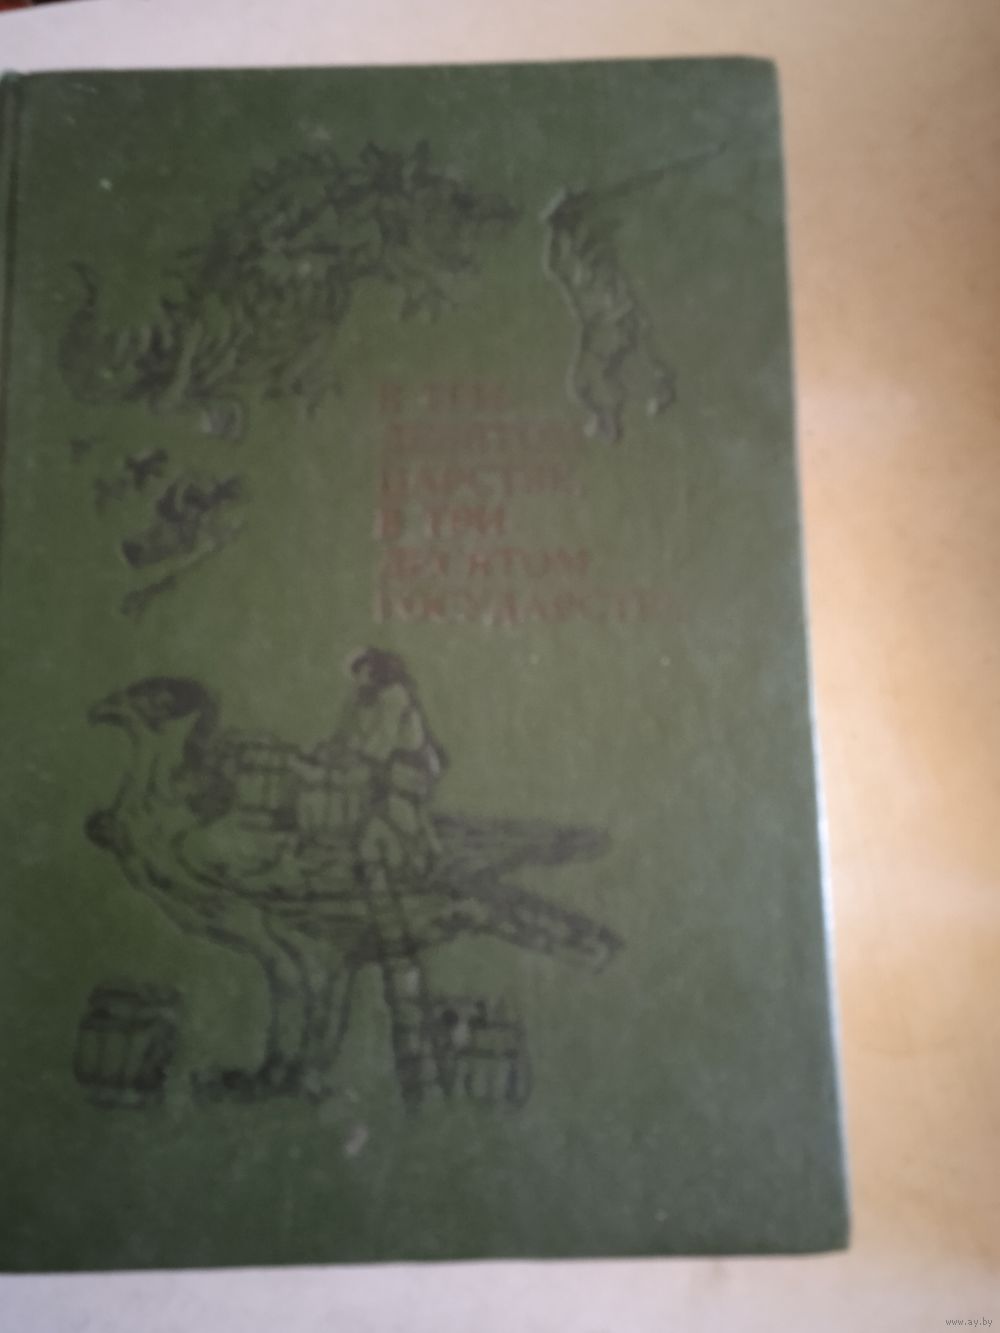 В ТРИ
ДЕВЯТОМ
ЦАРСТВЕ,
В ТРИ
ДЕСЯТОМ
ГОСУДАРСТВЕ
www.ay.by